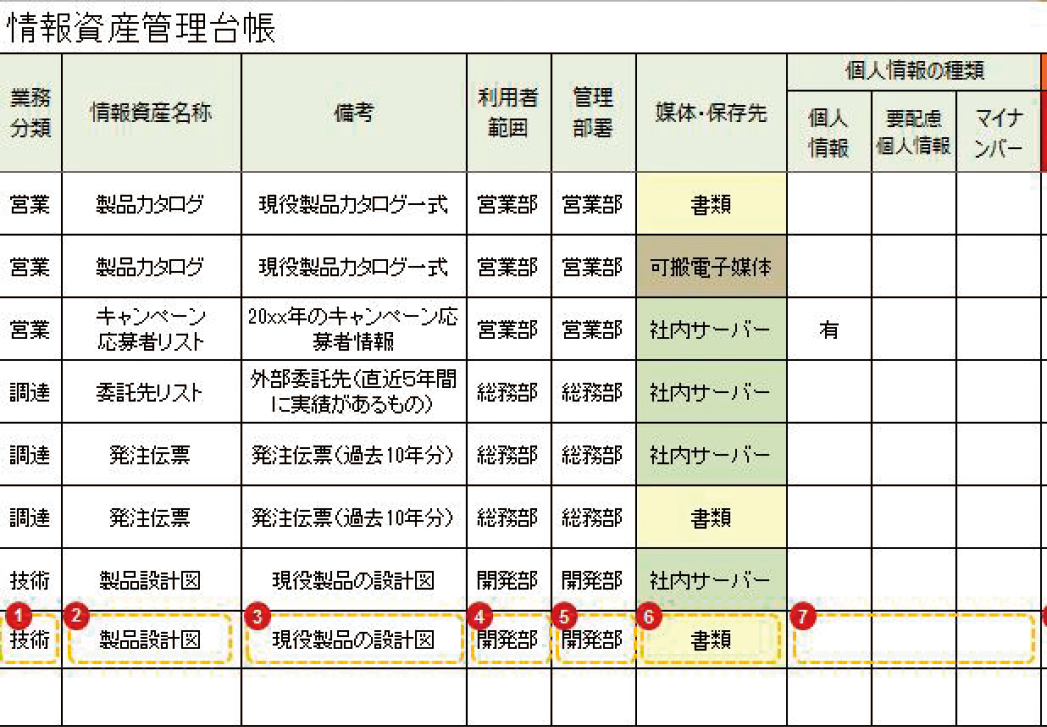 情報資産管理台帳
業務分類 情報資産名称 備考 利用者範囲 管理部署 媒体・保存先 個人情報の種類
個人情報 要配慮個人情報 マイナンバー
営業 製品カタログ 現役製品カタログ一式 営業部 営業部 書類
営業 製品カタログ 現役製品カタログ一式 営業部 営業部 可搬電子媒体
営業 キャンペーン応募者リスト 20xx年のキャンペーン応募者情報 営業部 営業部 社内サーバー 有
調達 委託先リスト 外部委託先(直近5年間に実績があるもの) 総務部 総務部 社内サーバー
調達 発注伝票 発注伝票(過去10年分) 総務部 総務部 社内サーバー
調達 発注伝票 発注伝票(過去10年分) 総務部 総務部 書類
技術 製品設計図 現役製品の設計図 開発部 開発部 社内サーバー
1 2 3 4 5 6 7
技術 製品設計図 現役製品の設計図 開発部 開発部 書類